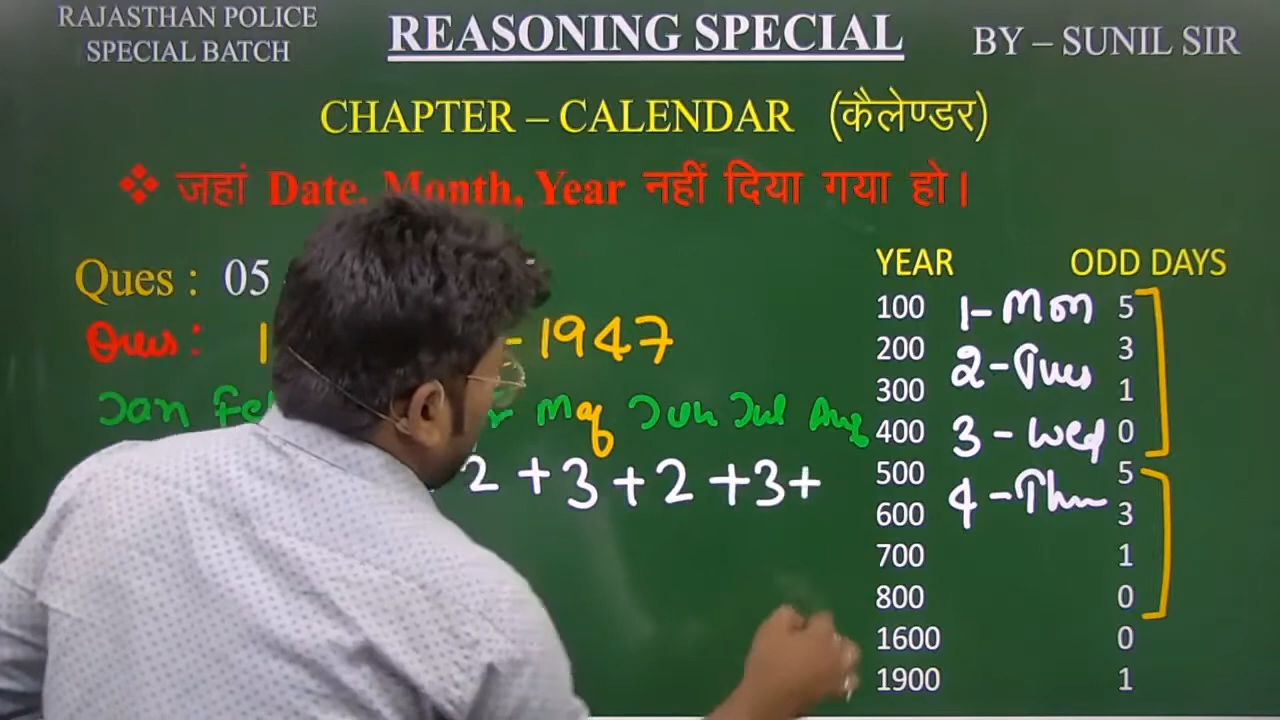 RAJASTHAN POLICE
SPECIAL BATCH
REASONING SPECIAL
BY – SUNIL SIR
CHAPTER – CALENDAR (कैलेण्डर)
❖ जहां Date, Month, Year नहीं दिया गया हो।
Ques : 05
Ques: 1 - 1947
Jan Feb May Jun Jul Aug
2 + 3 + 2 + 3 +
YEAR ODD DAYS
100 1 - Mon 5
200 2 - Tues 3
300 1
400 3 - Wed 0
500 5
600 4 - Thu 3
700 1
800 0
1600 0
1900 1